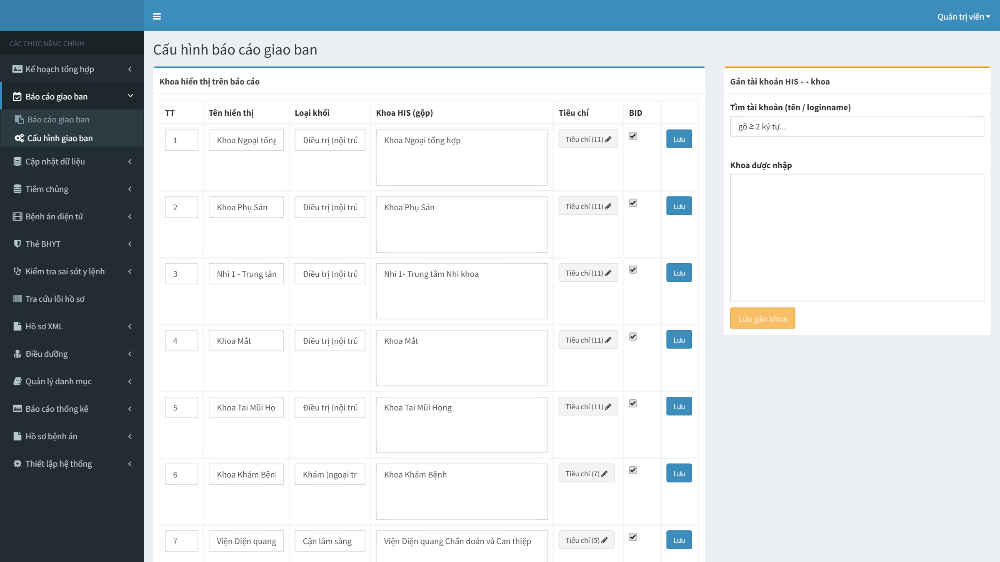 Quản trị viên
CÁC CHỨC NĂNG CHÍNH
Kế hoạch tổng hợp
Báo cáo giao ban
Báo cáo giao ban
Cấu hình giao ban
Cập nhật dữ liệu
Tiêm chủng
Bệnh án điện tử
Thẻ BHYT
Kiểm tra sai sót y lệnh
Tra cứu lỗi hồ sơ
Hồ sơ XML
Điều dưỡng
Quản lý danh mục
Báo cáo thống kê
Hồ sơ bệnh án
Thiết lập hệ thống
Cấu hình báo cáo giao ban
Khoa hiển thị trên báo cáo
TT Tên hiển thị Loại khối Khoa HIS (gộp) Tiêu chí BID
1 Khoa Ngoại tổng Điều trị (nội trú Khoa Ngoại tổng hợp Tiêu chí (11) Lưu
2 Khoa Phụ Sản Điều trị (nội trú Khoa Phụ Sản Tiêu chí (11) Lưu
3 Nhi 1 - Trung tâm Điều trị (nội trú Nhi 1- Trung tâm Nhi khoa Tiêu chí (11) Lưu
4 Khoa Mắt Điều trị (nội trú Khoa Mắt Tiêu chí (11) Lưu
5 Khoa Tai Mũi Họ Điều trị (nội trú Khoa Tai Mũi Họng Tiêu chí (11) Lưu
6 Khoa Khám Bệnh Khám (ngoại tr Khoa Khám Bệnh Tiêu chí (7) Lưu
7 Viện Điện quang Cận lâm sàng Viện Điện quang Chẩn đoán và Can thiệp Tiêu chí (5) Lưu
Gán tài khoản HIS ↔ khoa
Tìm tài khoản (tên / loginname)
gõ ≥ 2 ký tự...
Khoa được nhập
Lưu gán khoa